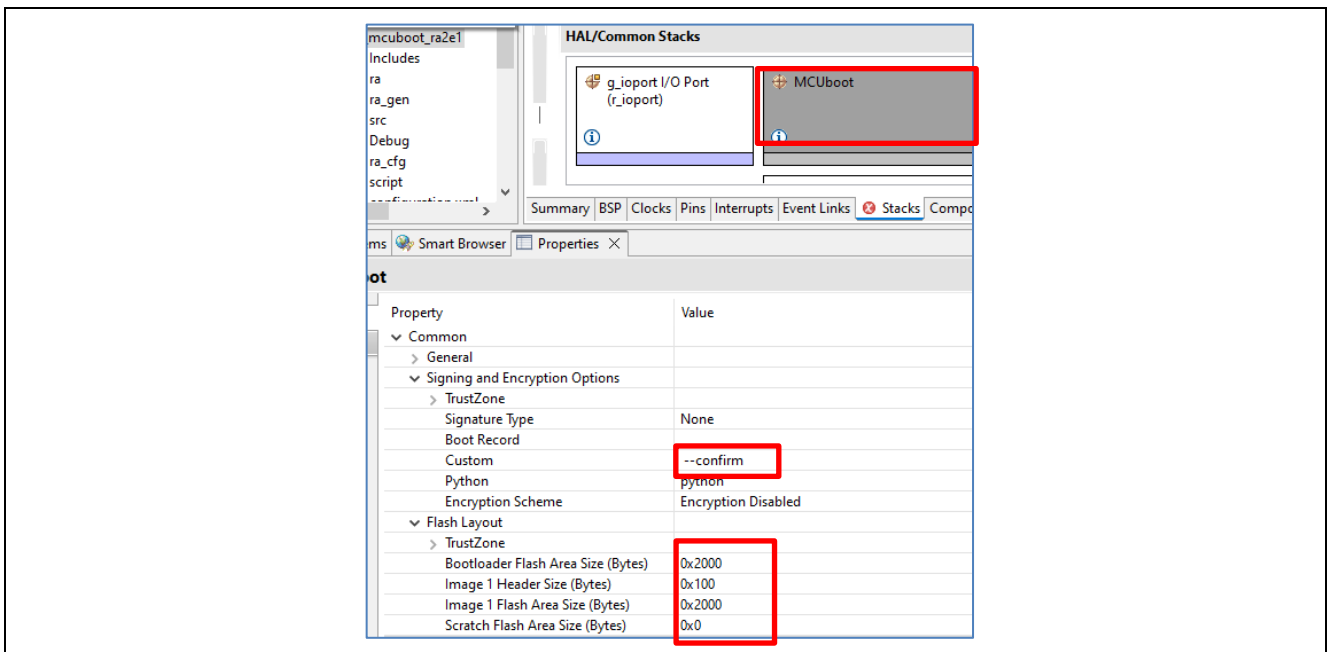 mcuboot_ra2e1
Includes
ra
ra_gen
src
Debug
ra_cfg
script
HAL/Common Stacks
g_ioport I/O Port
(r_ioport)
MCUboot
Summary BSP Clocks Pins Interrupts Event Links Stacks Compo
ms Smart Browser Properties
ot
Property Value
Common
General
Signing and Encryption Options
TrustZone
Signature Type None
Boot Record
Custom --confirm
Python python
Encryption Scheme Encryption Disabled
Flash Layout
TrustZone
Bootloader Flash Area Size (Bytes) 0x2000
Image 1 Header Size (Bytes) 0x100
Image 1 Flash Area Size (Bytes) 0x2000
Scratch Flash Area Size (Bytes) 0x0